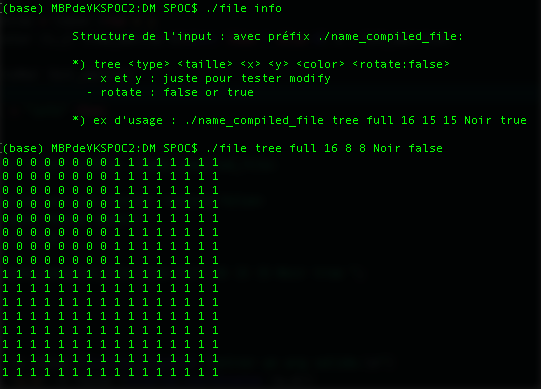 (base) MBPdeVKSPOC2:DM SPOC$ ./file info
Structure de l'input : avec préfix ./name_compiled_file:
*) tree <type> <taille> <x> <y> <color> <rotate:false>
- x et y : juste pour tester modify
- rotate : false or true
*) ex d'usage : ./name_compiled_file tree full 16 15 15 Noir true
(base) MBPdeVKSPOC2:DM SPOC$ ./file tree full 16 8 8 Noir false
0 0 0 0 0 0 0 0 1 1 1 1 1 1 1 1
0 0 0 0 0 0 0 0 1 1 1 1 1 1 1 1
0 0 0 0 0 0 0 0 1 1 1 1 1 1 1 1
0 0 0 0 0 0 0 0 1 1 1 1 1 1 1 1
0 0 0 0 0 0 0 0 1 1 1 1 1 1 1 1
0 0 0 0 0 0 0 0 1 1 1 1 1 1 1 1
0 0 0 0 0 0 0 0 1 1 1 1 1 1 1 1
0 0 0 0 0 0 0 0 1 1 1 1 1 1 1 1
1 1 1 1 1 1 1 1 1 1 1 1 1 1 1 1
1 1 1 1 1 1 1 1 1 1 1 1 1 1 1 1
1 1 1 1 1 1 1 1 1 1 1 1 1 1 1 1
1 1 1 1 1 1 1 1 1 1 1 1 1 1 1 1
1 1 1 1 1 1 1 1 1 1 1 1 1 1 1 1
1 1 1 1 1 1 1 1 1 1 1 1 1 1 1 1
1 1 1 1 1 1 1 1 1 1 1 1 1 1 1 1
1 1 1 1 1 1 1 1 1 1 1 1 1 1 1 1